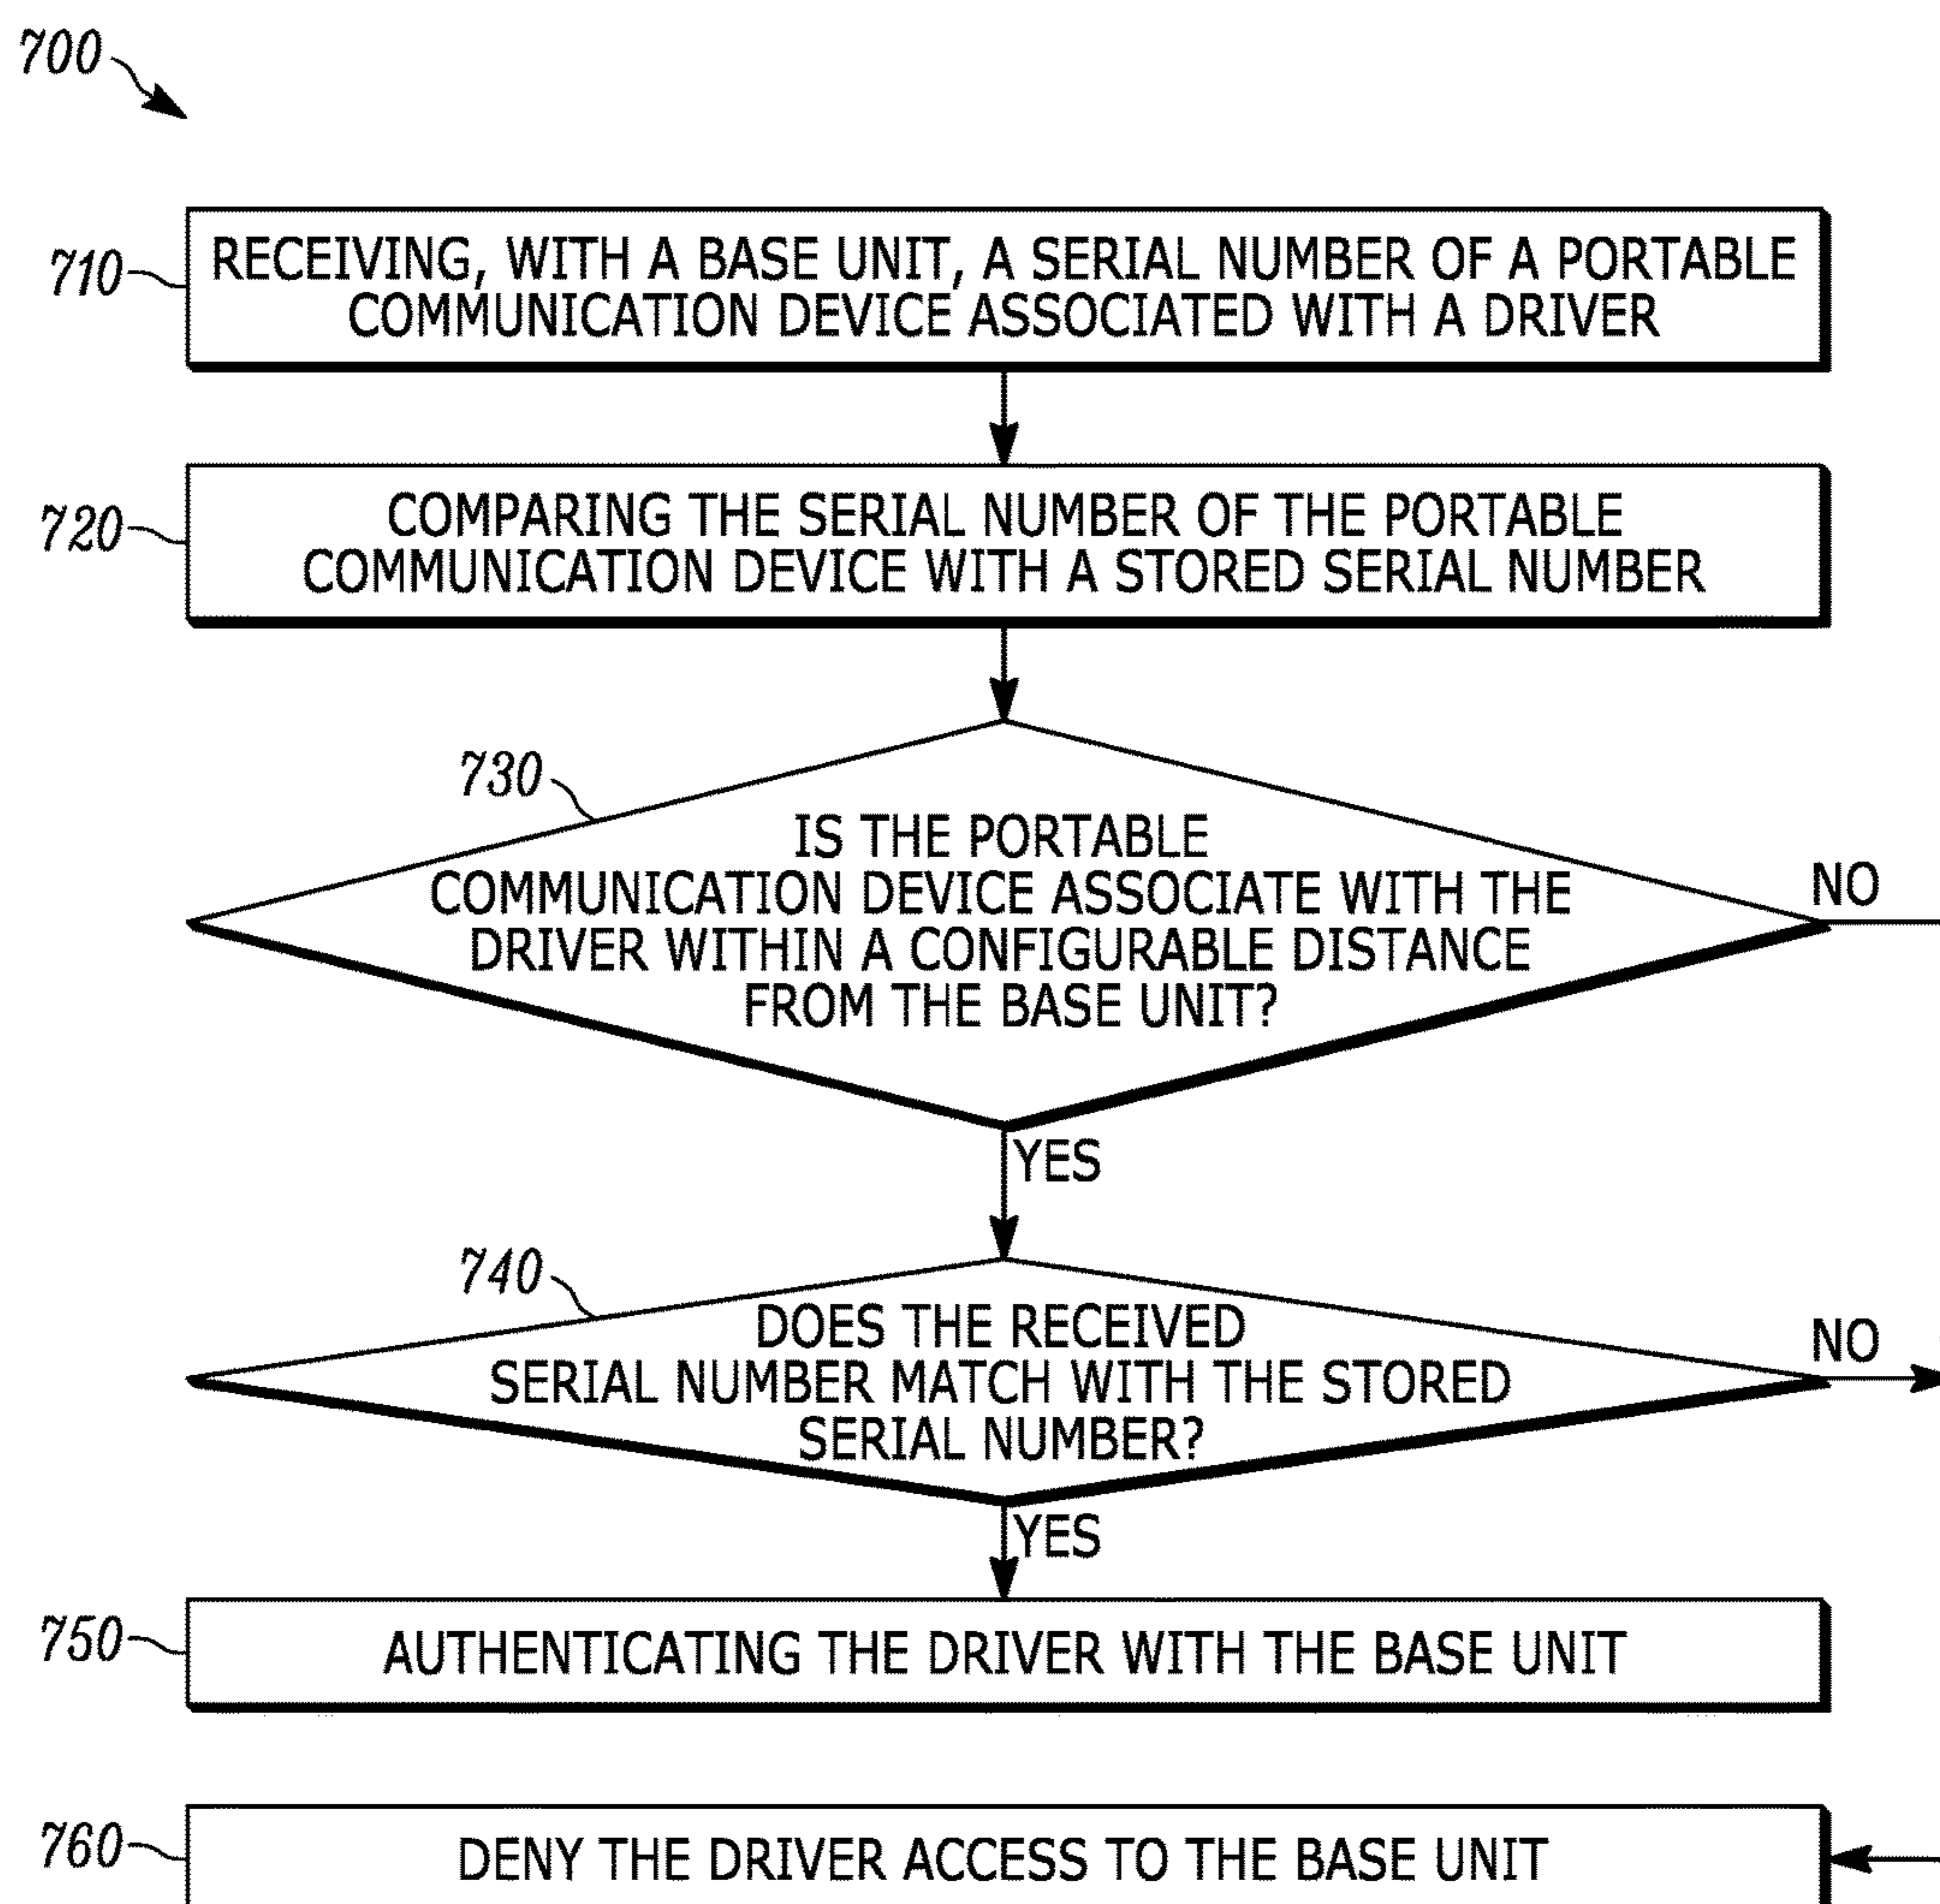 700
710
RECEIVING, WITH A BASE UNIT, A SERIAL NUMBER OF A PORTABLE
COMMUNICATION DEVICE ASSOCIATED WITH A DRIVER
720
COMPARING THE SERIAL NUMBER OF THE PORTABLE
COMMUNICATION DEVICE WITH A STORED SERIAL NUMBER
730
IS THE PORTABLE
COMMUNICATION DEVICE ASSOCIATE WITH THE
DRIVER WITHIN A CONFIGURABLE DISTANCE
FROM THE BASE UNIT?
NO
YES
740
DOES THE RECEIVED
SERIAL NUMBER MATCH WITH THE STORED
SERIAL NUMBER?
NO
YES
750
AUTHENTICATING THE DRIVER WITH THE BASE UNIT
760
DENY THE DRIVER ACCESS TO THE BASE UNIT